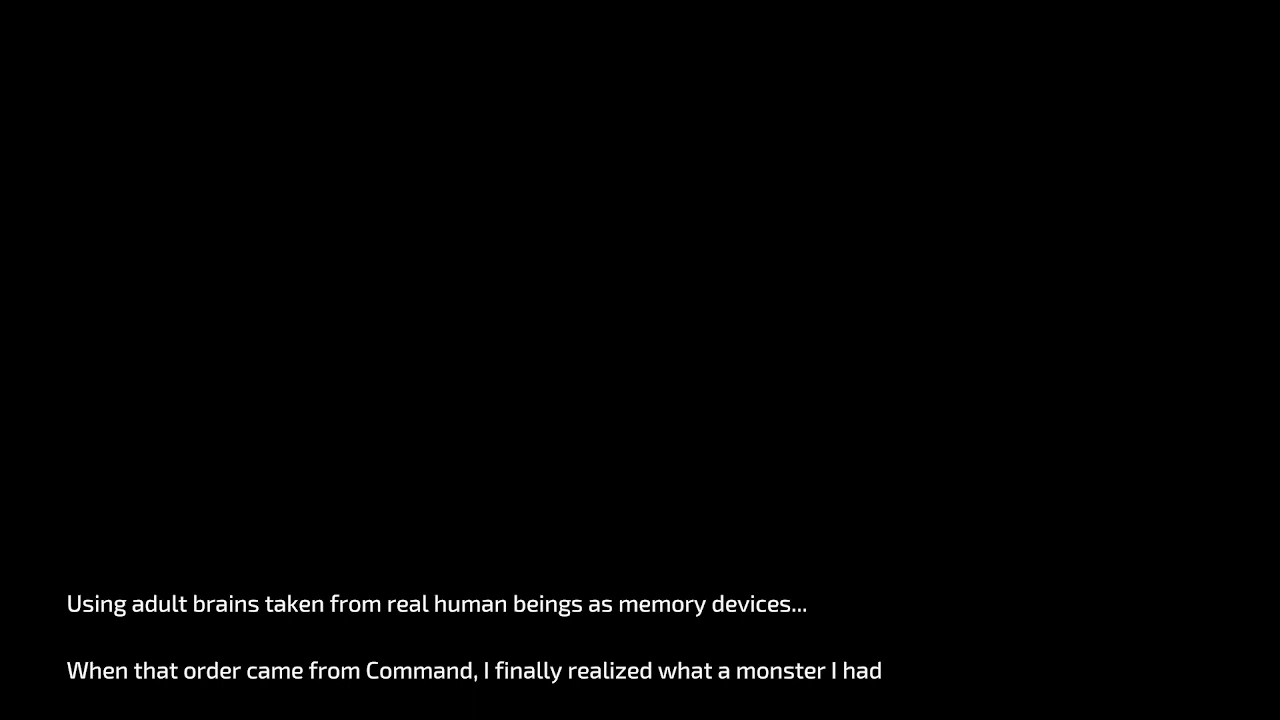 Using adult brains taken from real human beings as memory devices...
When that order came from Command, I finally realized what a monster I had